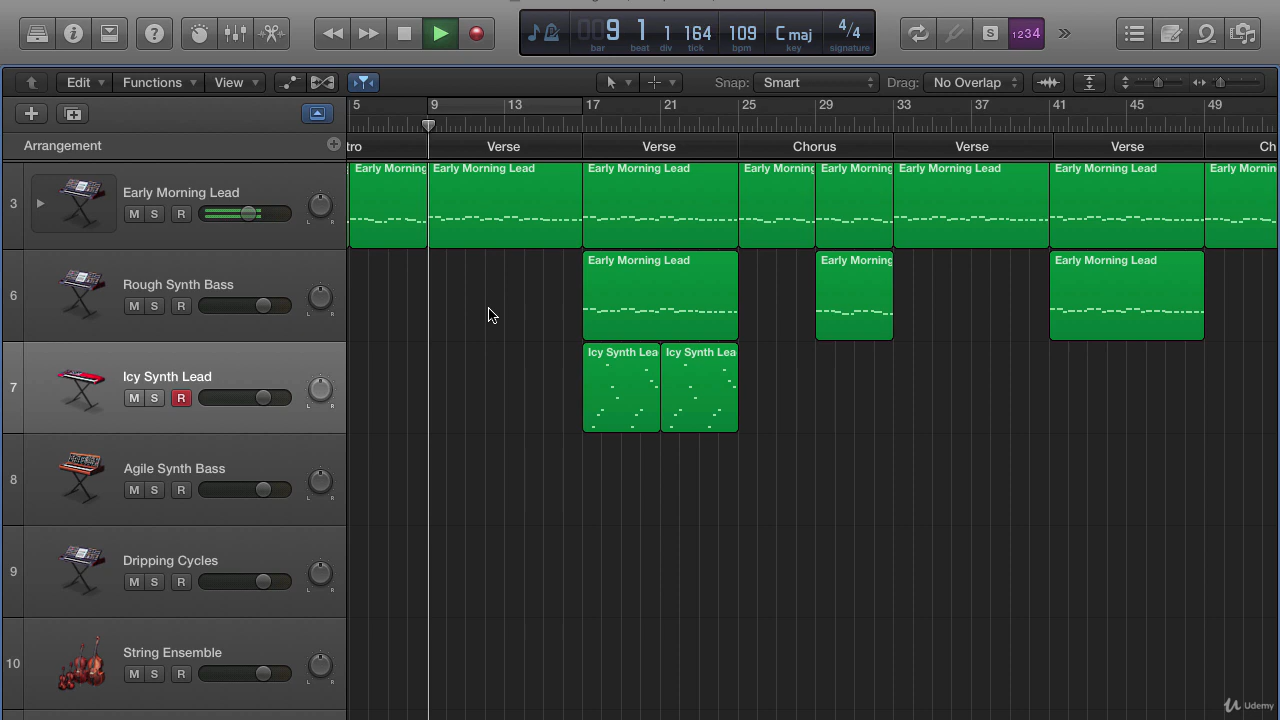 9 1 1 164 109 C maj 4/4
bar beat div tick bpm key signature
S 1234
Edit Functions View Snap: Smart Drag: No Overlap
5 9 13 17 21 25 29 33 37 41 45 49
Arrangement tro Verse Verse Chorus Verse Verse Ch
Early Morning Early Morning Lead Early Morning Lead Early Morning Early Morning Early Morning Lead Early Morning Lead Early Mornin
3 Early Morning Lead
M S R L R
Early Morning Lead Early Morning Early Morning Lead
6 Rough Synth Bass
M S R L R
Icy Synth Lea Icy Synth Lea
7 Icy Synth Lead
M S R L R
8 Agile Synth Bass
M S R L R
9 Dripping Cycles
M S R L R
10 String Ensemble
M S R L R
Udemy